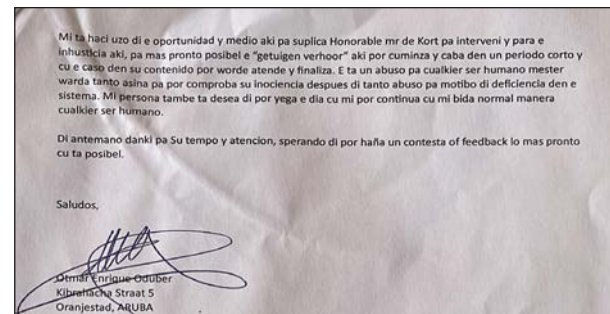 Mi ta haci uzo di e oportunidad y medio aki pa suplica Honorable mr de Kort pa interveni y para e
inhusticia aki, pa mas pronto posibel e "getuigen verhoor" aki por cuminza y caba den un periodo corto y
cu e caso den su contenido por worde atende y finaliza. E ta un abuso pa cualkier ser humano mester
warda tanto asina pa por comproba su inociencia despues di tanto abuso pa motibo di deficiencia den e
sistema. Mi persona tambe ta desea di por yega e dia cu mi por continua cu mi bida normal manera
cualkier ser humano.
Di antemano danki pa Su tempo y atencion, sperando di por haña un contesta of feedback lo mas pronto
cu ta posibel.
Saludos,
Otmar Enrique Oduber
Kibrahacha Straat 5
Oranjestad, ARUBA